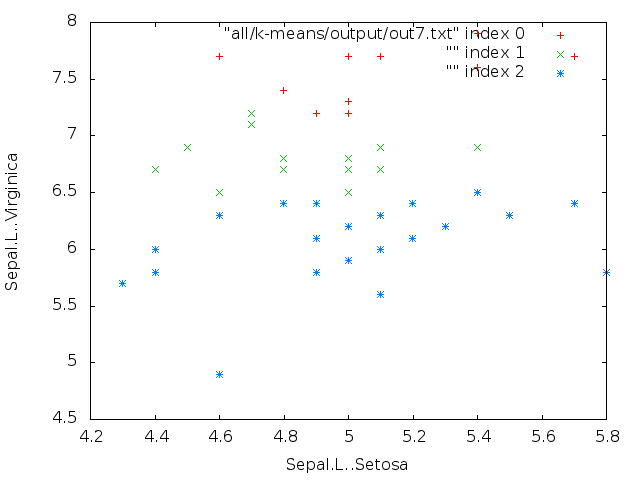 8
"all/k-means/output/out7.txt" index 0
"" index 1
7.5
"" index 2
7
6.5
6
5.5
5
4.5
4.2 4.4 4.6 4.8 5 5.2 5.4 5.6 5.8
Sepal.L..Virginica
Sepal.L..Setosa